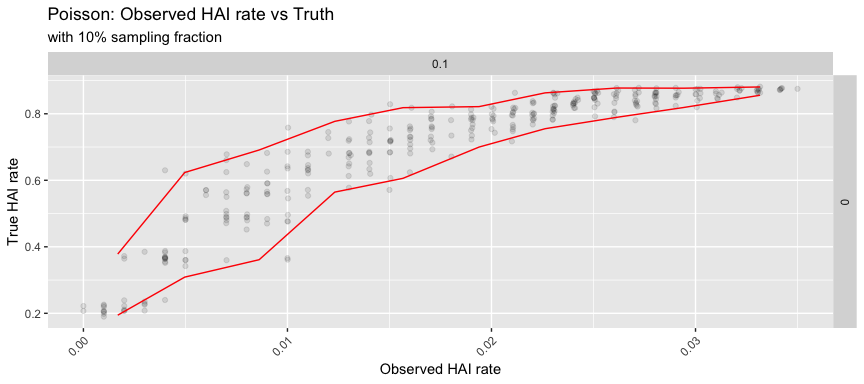 Poisson: Observed HAI rate vs Truth
with 10% sampling fraction
0.1
0.8
0.6
0.4
0.2
True HAI rate
0
0.00
0.01
0.02
0.03
Observed HAI rate